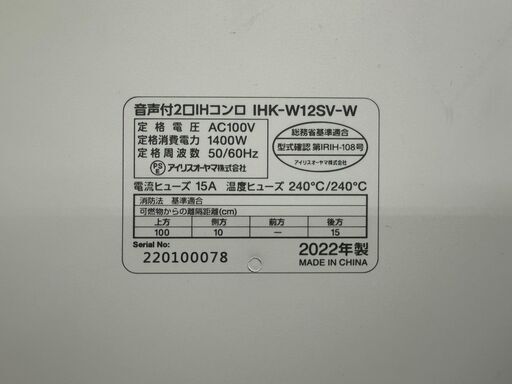 音声付2口IHコンロ IHK-W12SV-W
定格電圧 AC100V
定格消費電力 1400W
定格周波数 50/60Hz
PS E アイリスオーヤマ株式会社
総務省基準適合
型式確認 第IRIH-108号
アイリスオーヤマ株式会社
電流ヒューズ 15A 温度ヒューズ 240℃/240℃
消防法 基準適合
可燃物からの離隔距離(cm)
上方 側方 前方 後方
100 10 － 15
Serial No:
220100078
2022年製
MADE IN CHINA